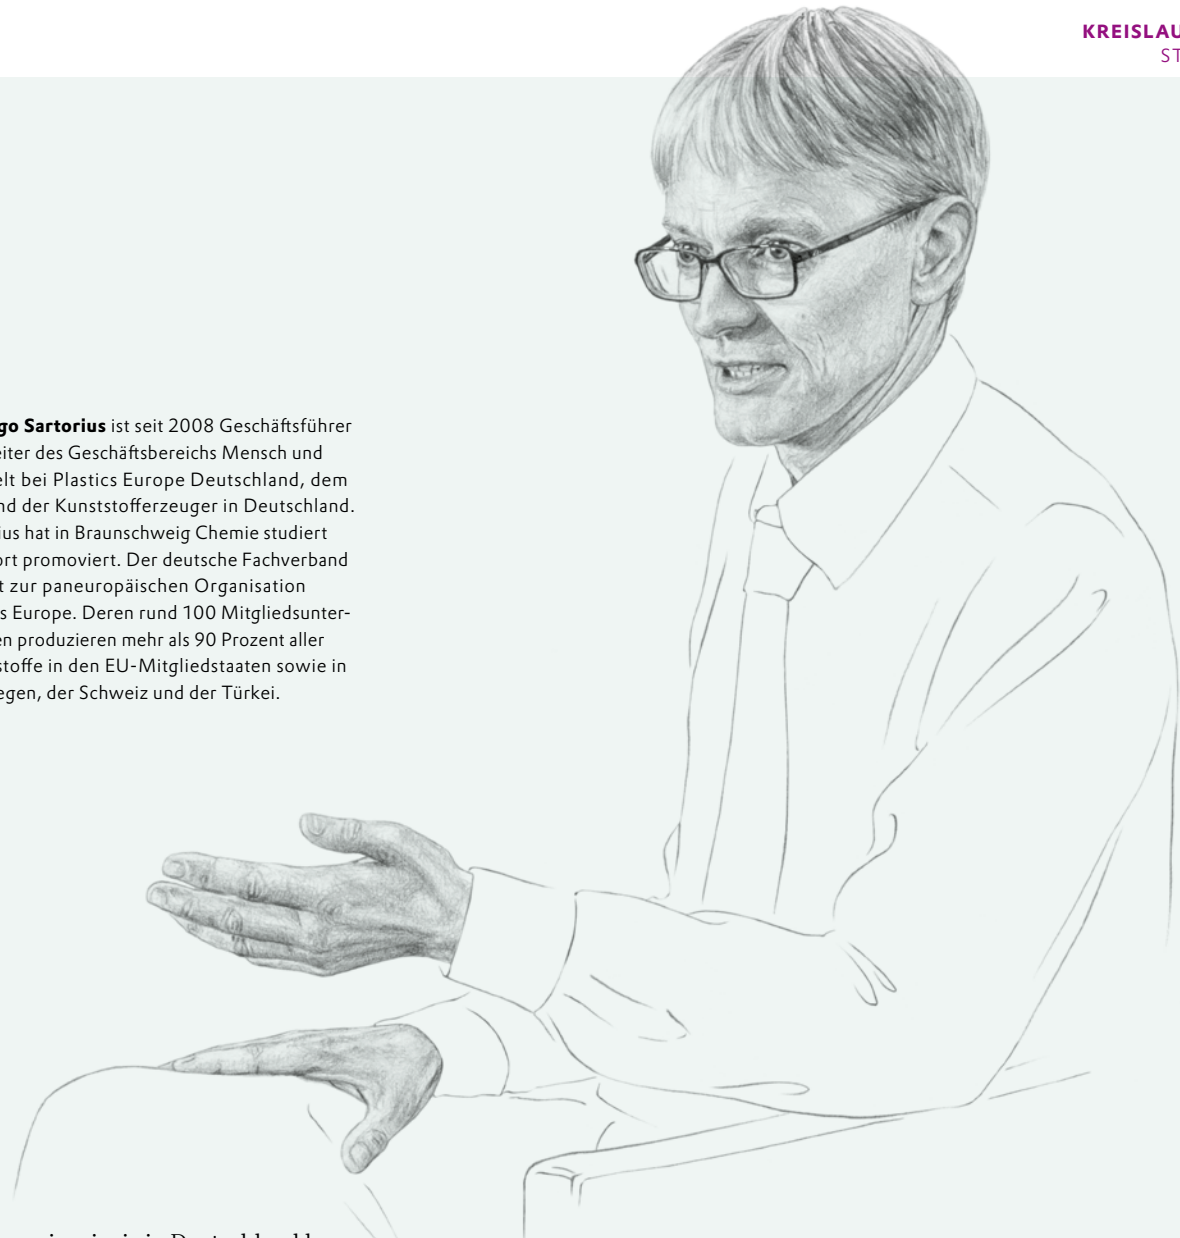 KREISLAU
ST
go Sartorius ist seit 2008 Geschäftsführer
eiter des Geschäftsbereichs Mensch und
elt bei Plastics Europe Deutschland, dem
nd der Kunststofferzeuger in Deutschland.
ius hat in Braunschweig Chemie studiert
ort promoviert. Der deutsche Fachverband
t zur paneuropäischen Organisation
s Europe. Deren rund 100 Mitgliedsunter-
en produzieren mehr als 90 Prozent aller
stoffe in den EU-Mitgliedstaaten sowie in
egen, der Schweiz und der Türkei.